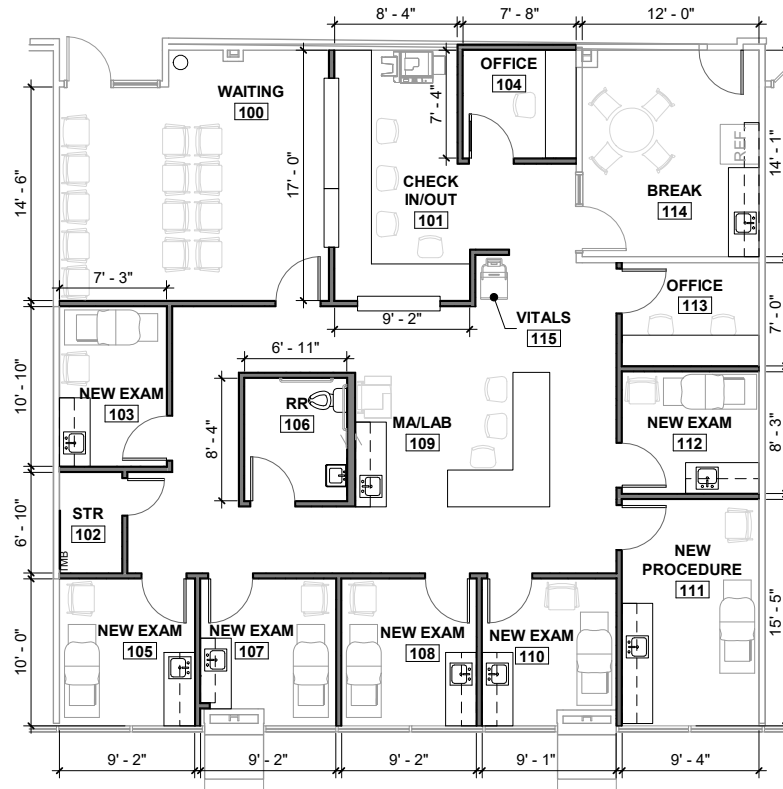 8' - 4"
7' - 8"
12' - 0"
WAITING
100
OFFICE
104
7' - 4"
14' - 6"
17' - 0"
CHECK
IN/OUT
101
REF
BREAK
114
14' - 1"
7' - 3"
OFFICE
113
7' - 0"
9' - 2"
VITALS
115
10' - 10"
NEW EXAM
103
6' - 11"
RR
106
8' - 4"
MA/LAB
109
NEW EXAM
112
8' - 3"
STR
102
6' - 10"
TMB
NEW
PROCEDURE
111
15' - 5"
10' - 0"
NEW EXAM
105
NEW EXAM
107
NEW EXAM
108
NEW EXAM
110
9' - 2"
9' - 2"
9' - 2"
9' - 1"
9' - 4"